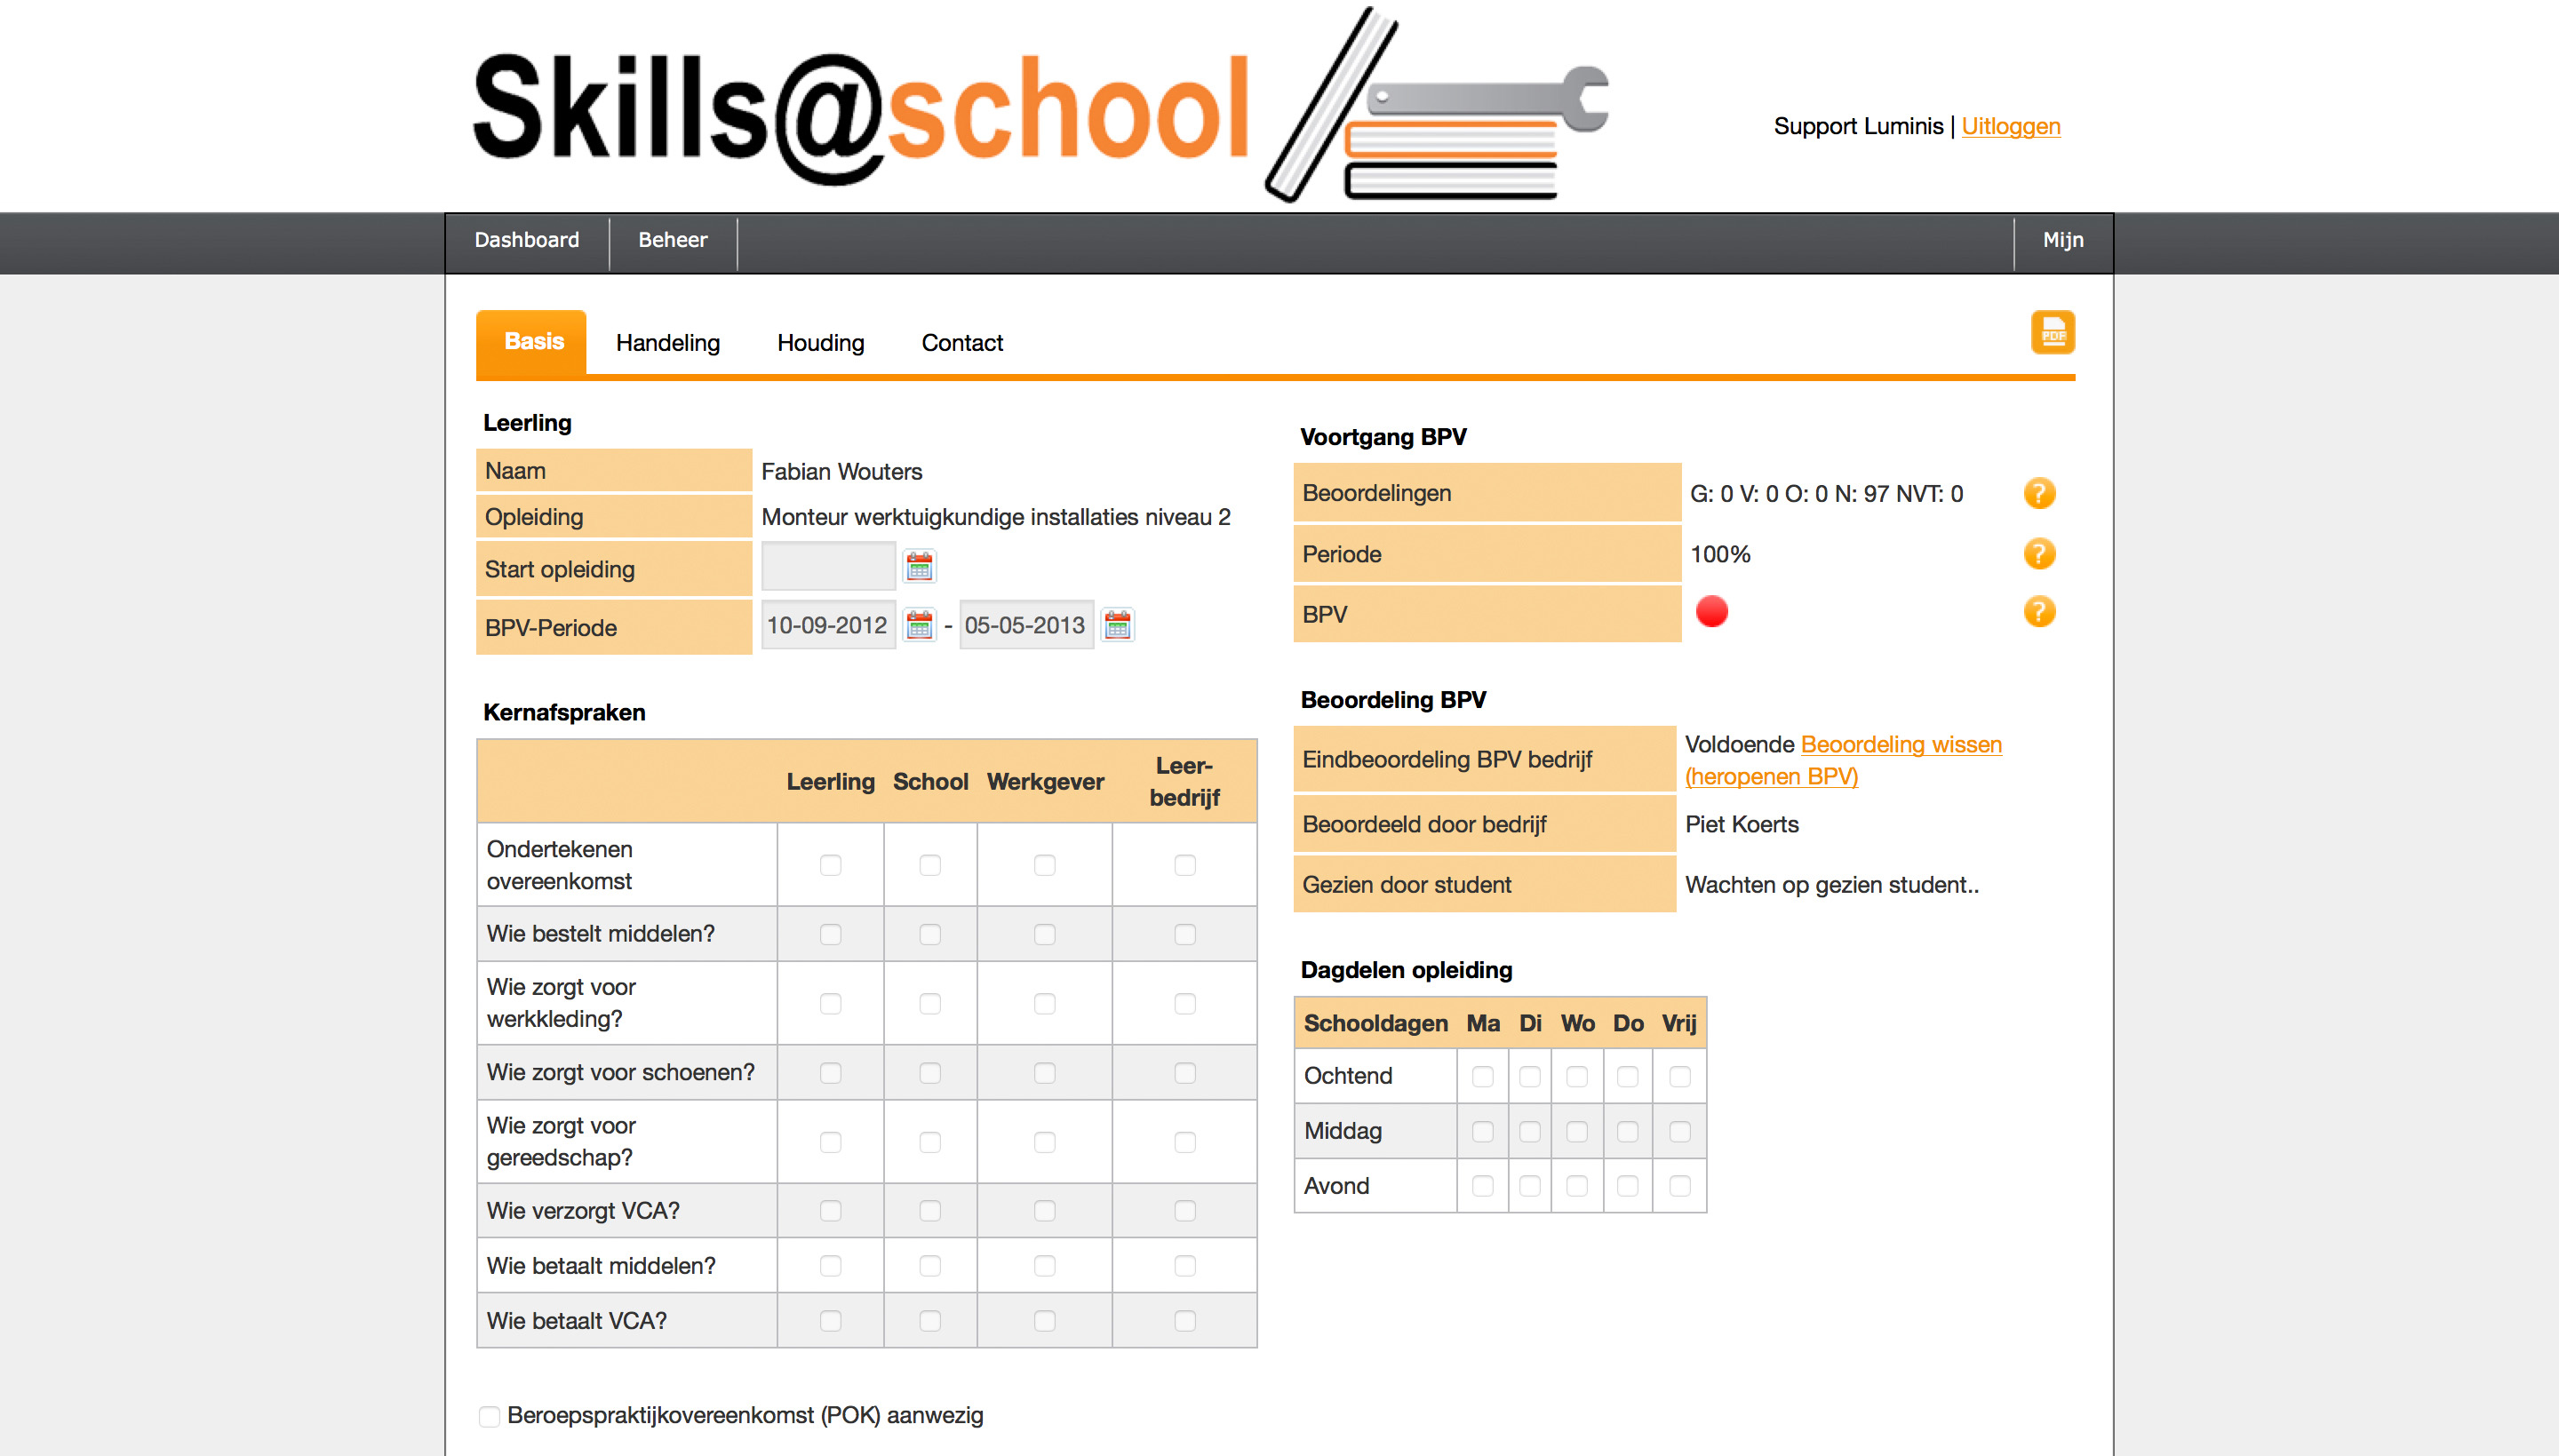 Skills@school
Support Luminis | Uitloggen
Dashboard Beheer Mijn
Basis Handeling Houding Contact
PDF
Leerling
Naam Fabian Wouters
Opleiding Monteur werktuigkundige installaties niveau 2
Start opleiding
BPV-Periode 10-09-2012 - 05-05-2013
Kernafspraken
Leerling School Werkgever Leer-
bedrijf
Ondertekenen
overeenkomst
Wie bestelt middelen?
Wie zorgt voor
werkkleding?
Wie zorgt voor schoenen?
Wie zorgt voor
gereedschap?
Wie verzorgt VCA?
Wie betaalt middelen?
Wie betaalt VCA?
Beroepspraktijkovereenkomst (POK) aanwezig
Voortgang BPV
Beoordelingen G: 0 V: 0 O: 0 N: 97 NVT: 0 ?
Periode 100% ?
BPV ?
Beoordeling BPV
Eindbeoordeling BPV bedrijf Voldoende Beoordeling wissen
(heropenen BPV)
Beoordeeld door bedrijf Piet Koerts
Gezien door student Wachten op gezien student..
Dagdelen opleiding
Schooldagen Ma Di Wo Do Vrij
Ochtend
Middag
Avond